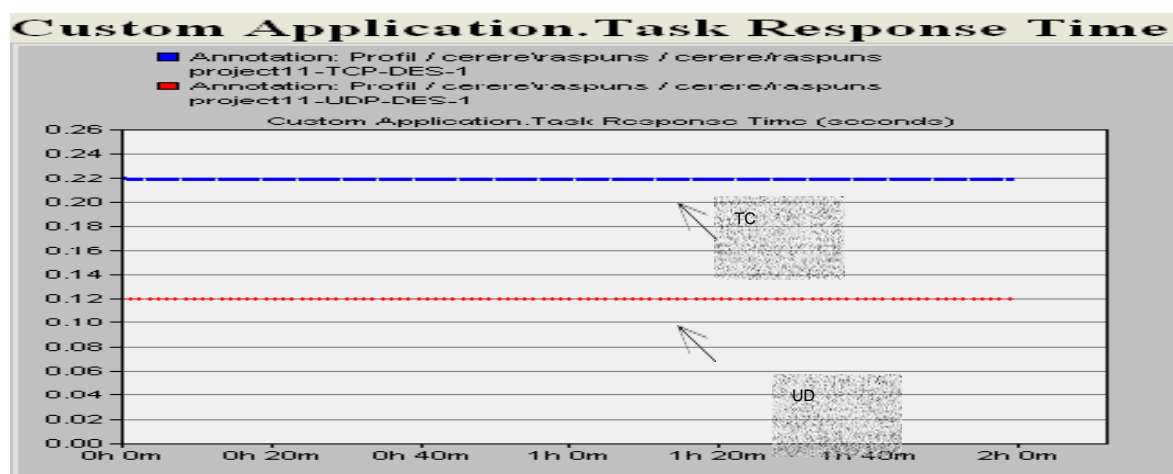 Custom Application.Task Response Time
Annotation: Profil / cerere\raspuns / cerere/raspuns
project11-TCP-DES-1
Annotation: Profil / cerere\raspuns / cerere/raspuns
project11-UDP-DES-1
Custom Application.Task Response Time (seconds)
0.26
0.24
0.22
0.20
0.18
0.16
0.14
0.12
0.10
0.08
0.06
0.04
0.02
0.00
TC
UD
0h 0m 0h 20m 0h 40m 1h 0m 1h 20m 1h 40m 2h 0m